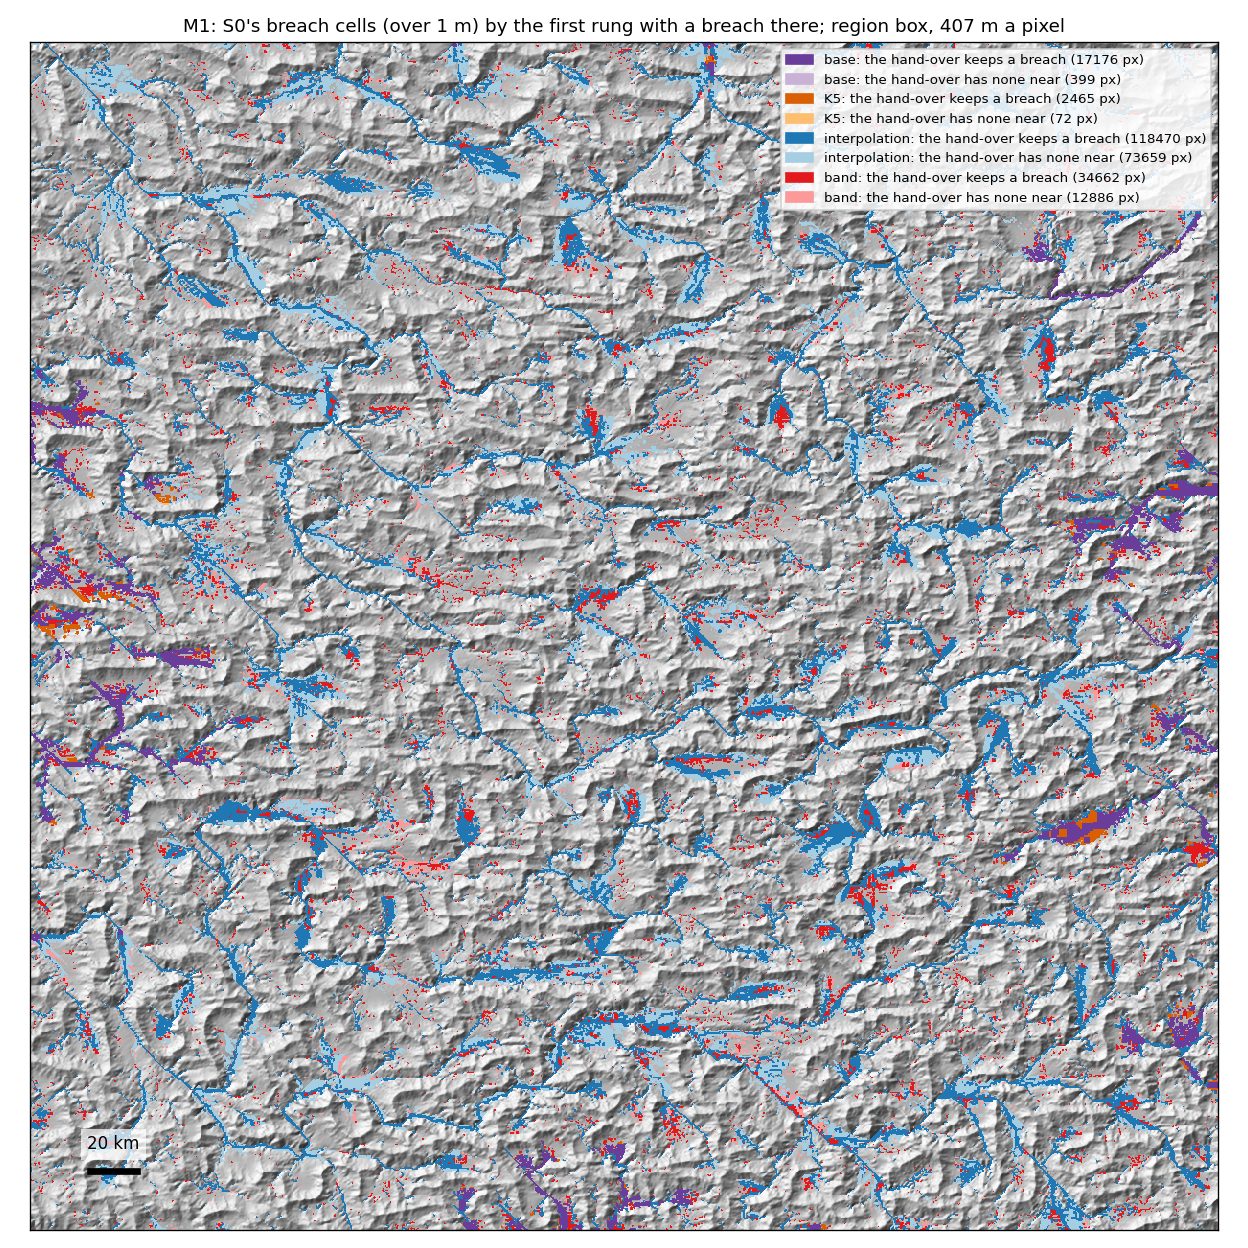 M1: S0's breach cells (over 1 m) by the first rung with a breach there; region box, 407 m a pixel
base: the hand-over keeps a breach (17176 px)
base: the hand-over has none near (399 px)
K5: the hand-over keeps a breach (2465 px)
K5: the hand-over has none near (72 px)
interpolation: the hand-over keeps a breach (118470 px)
interpolation: the hand-over has none near (73659 px)
band: the hand-over keeps a breach (34662 px)
band: the hand-over has none near (12886 px)
20 km